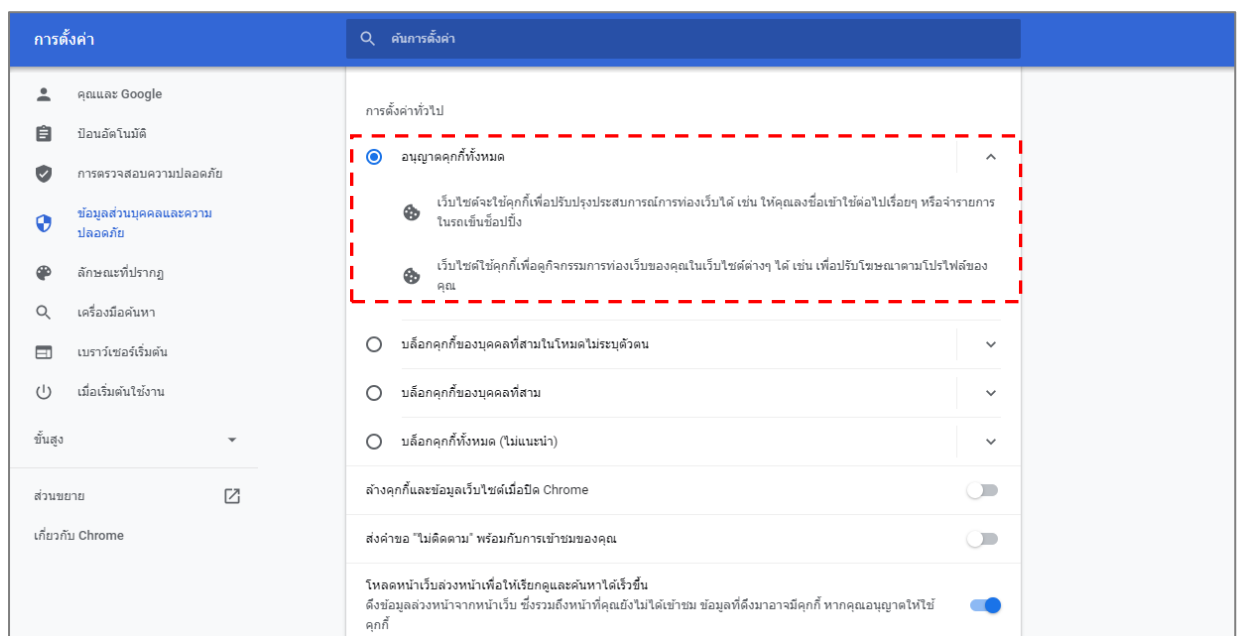 การตั้งค่า
ค้นการตั้งค่า
คุณและ Google
ป้อนอัตโนมัติ
การตรวจสอบความปลอดภัย
ข้อมูลส่วนบุคคลและความ
ปลอดภัย
ลักษณะที่ปรากฏ
เครื่องมือค้นหา
เบราว์เซอร์เริ่มต้น
เมื่อเริ่มต้นใช้งาน
ขั้นสูง
ส่วนขยาย
เกี่ยวกับ Chrome
การตั้งค่าทั่วไป
อนุญาตคุกกี้ทั้งหมด
เว็บไซต์จะใช้คุกกี้เพื่อปรับปรุงประสบการณ์การท่องเว็บได้ เช่น ให้คุณลงชื่อเข้าใช้ต่อไปเรื่อยๆ หรือจำรายการ
ในรถเข็นช็อปปิ้ง
เว็บไซต์ใช้คุกกี้เพื่อดูกิจกรรมการท่องเว็บของคุณในเว็บไซต์ต่างๆ ได้ เช่น เพื่อปรับโฆษณาตามโปรไฟล์ของ
คุณ
บล็อกคุกกี้ของบุคคลที่สามในโหมดไม่ระบุตัวตน
บล็อกคุกกี้ของบุคคลที่สาม
บล็อกคุกกี้ทั้งหมด (ไม่แนะนำ)
ล้างคุกกี้และข้อมูลเว็บไซต์เมื่อปิด Chrome
ส่งคำขอ "ไม่ติดตาม" พร้อมกับการเข้าชมของคุณ
โหลดหน้าเว็บล่วงหน้าเพื่อให้เรียกดูและค้นหาได้เร็วขึ้น
ดึงข้อมูลล่วงหน้าจากหน้าเว็บ ซึ่งรวมถึงหน้าที่คุณยังไม่ได้เข้าชม ข้อมูลที่ดึงมาอาจมีคุกกี้ หากคุณอนุญาตให้ใช้
คุกกี้